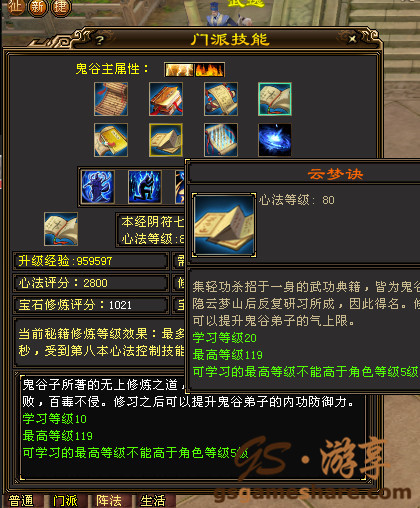 征 新 捷
?
门派技能
×
鬼谷主属性：
云梦诀
心法等级: 80
本经阴符七
心法等级:8
升级经验:959597
心法评分：2800
宝石修炼评分：1021
集轻功杀招于一身的武功典籍，皆为鬼谷
隐云梦山后反复研习所成，因此得名。修
可以提升鬼谷弟子的气上限。
学习等级20
最高等级119
可学习的最高等级不能高于角色等级5级
当前秘籍修炼等级效果：最多
秒，受到第八本心法控制技能
鬼谷子所著的无上修炼之道，
败，百毒不侵。修习之后可以提升鬼谷弟子的内功防御力。
学习等级10
最高等级119
可学习的最高等级不能高于角色等级5级
GS·游享
gsgameshare.com
普通 门派 阵法 生活